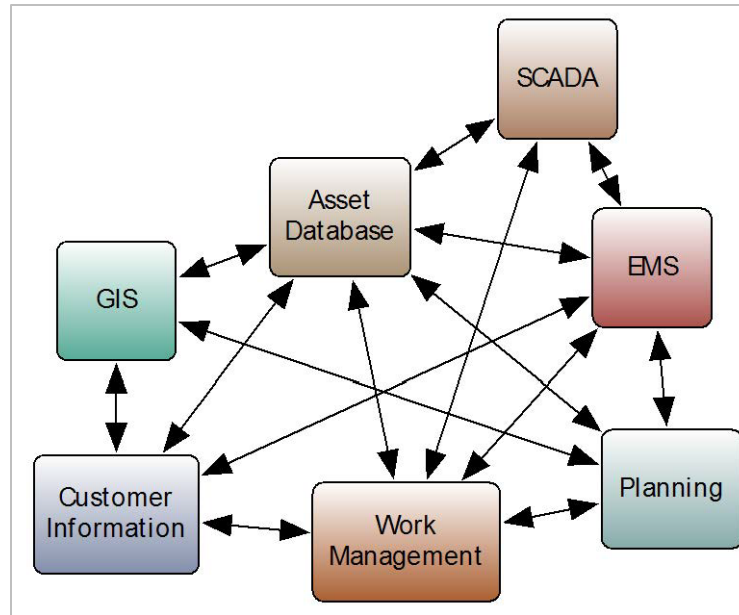 SCADA
Asset
Database
EMS
GIS
Planning
Customer
Information
Work
Management